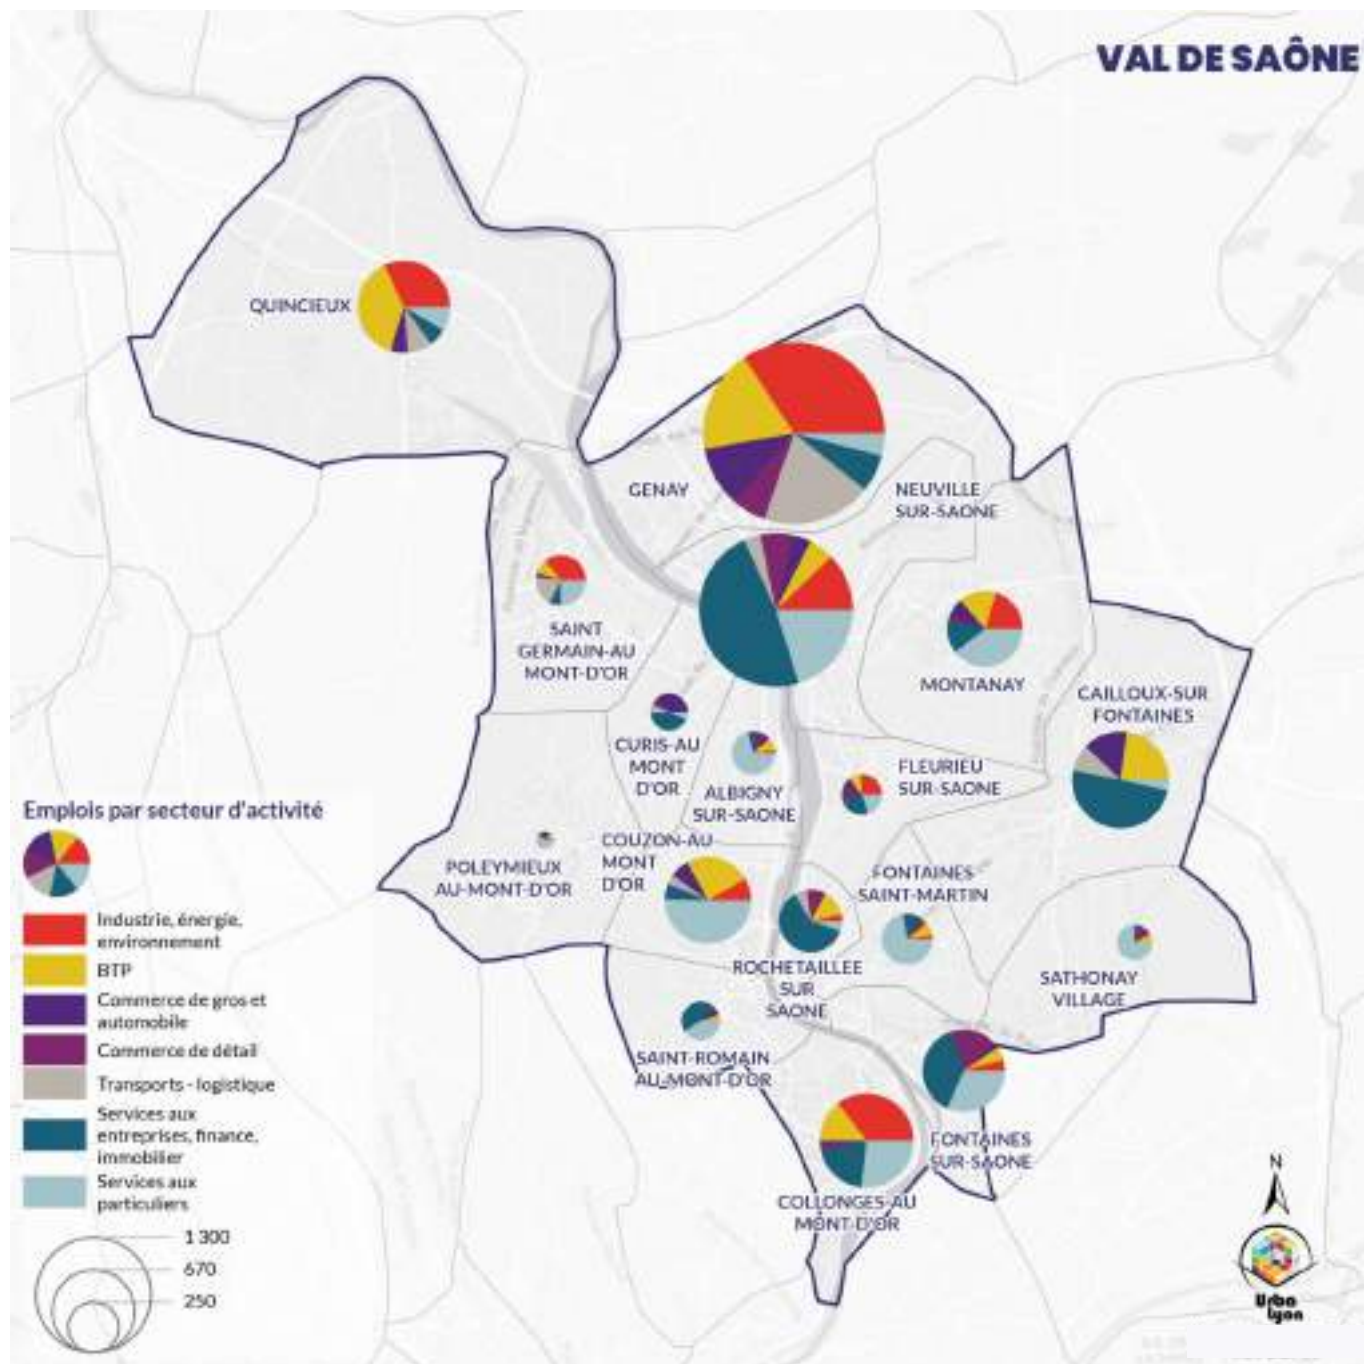 VAL DE SAÔNE
QUINCIEUX
GENAY
NEUVILLE
SUR-SAONE
SAINT
GERMAIN-AU
MONT-D'OR
MONTANAY
CAILLOUX-SUR
FONTAINES
CURIS-AU
MONT
D'OR
ALBIGNY
SUR-SAONE
FLEURIEU
SUR-SAONE
POLEYMIEUX
AU-MONT-D'OR
COUZON-AU
MONT
D'OR
FONTAINES
SAINT-MARTIN
ROCHETAILLEE
SUR
SAONE
SATHONAY
VILLAGE
SAINT-ROMAIN
AU-MONT-D'OR
FONTAINES
SUR-SAONE
COLLONGES-AU
MONT-D'OR
Emplois par secteur d'activité
Industrie, énergie,
environnement
BTP
Commerce de gros et
automobile
Commerce de détail
Transports - logistique
Services aux
entreprises, finance,
immobilier
Services aux
particuliers
1 300
670
250
N
Urba
Lyon